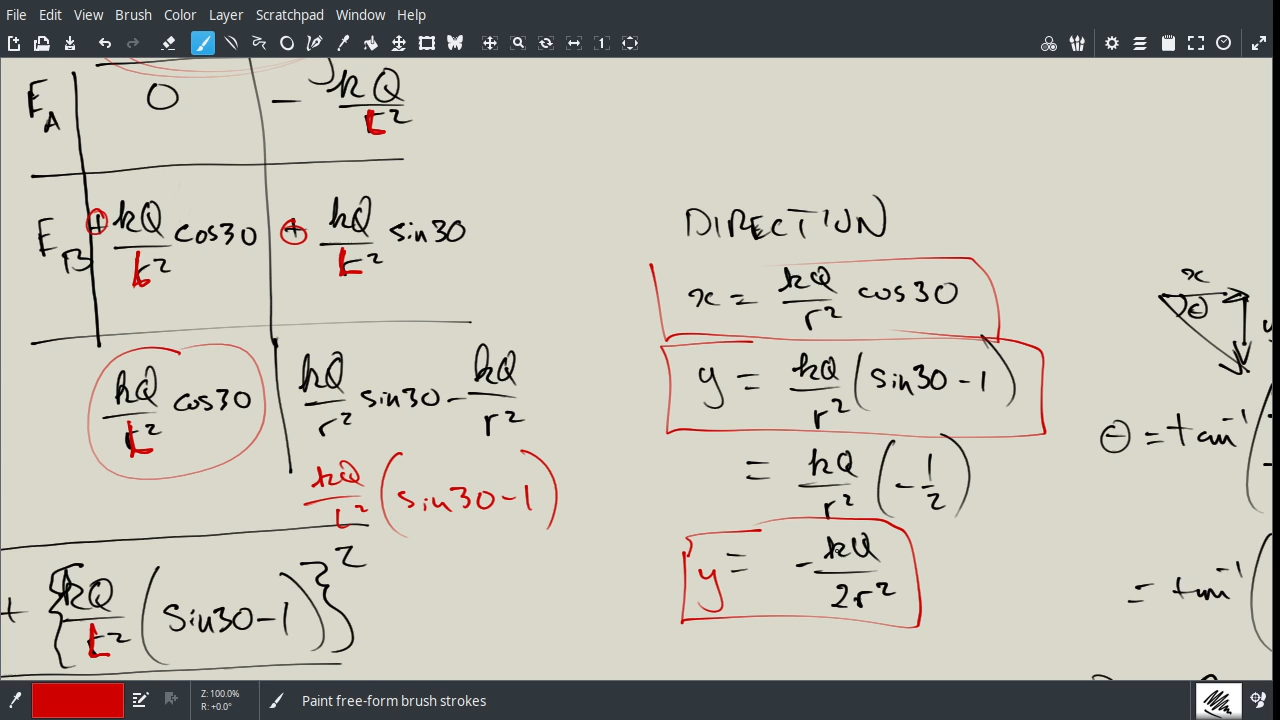 File Edit View Brush Color Layer Scratchpad Window Help
E_A 0 - kQ/L²
E_B + kQ/L² cos30 + kQ/L² sin30
kQ/L² cos30 kQ/r² sin30 - kQ/r²
kQ/L² (sin30-1)
+ {kQ/L² (sin30-1)}²
DIRECTION
x = kQ/r² cos30
y = kQ/r² (sin30-1)
= kQ/r² (-1/2)
y = -kQ/2r²
x
θ
y
θ = tan⁻¹(
= tan⁻¹(
Z: 100.0%
R: +0.0°
Paint free-form brush strokes